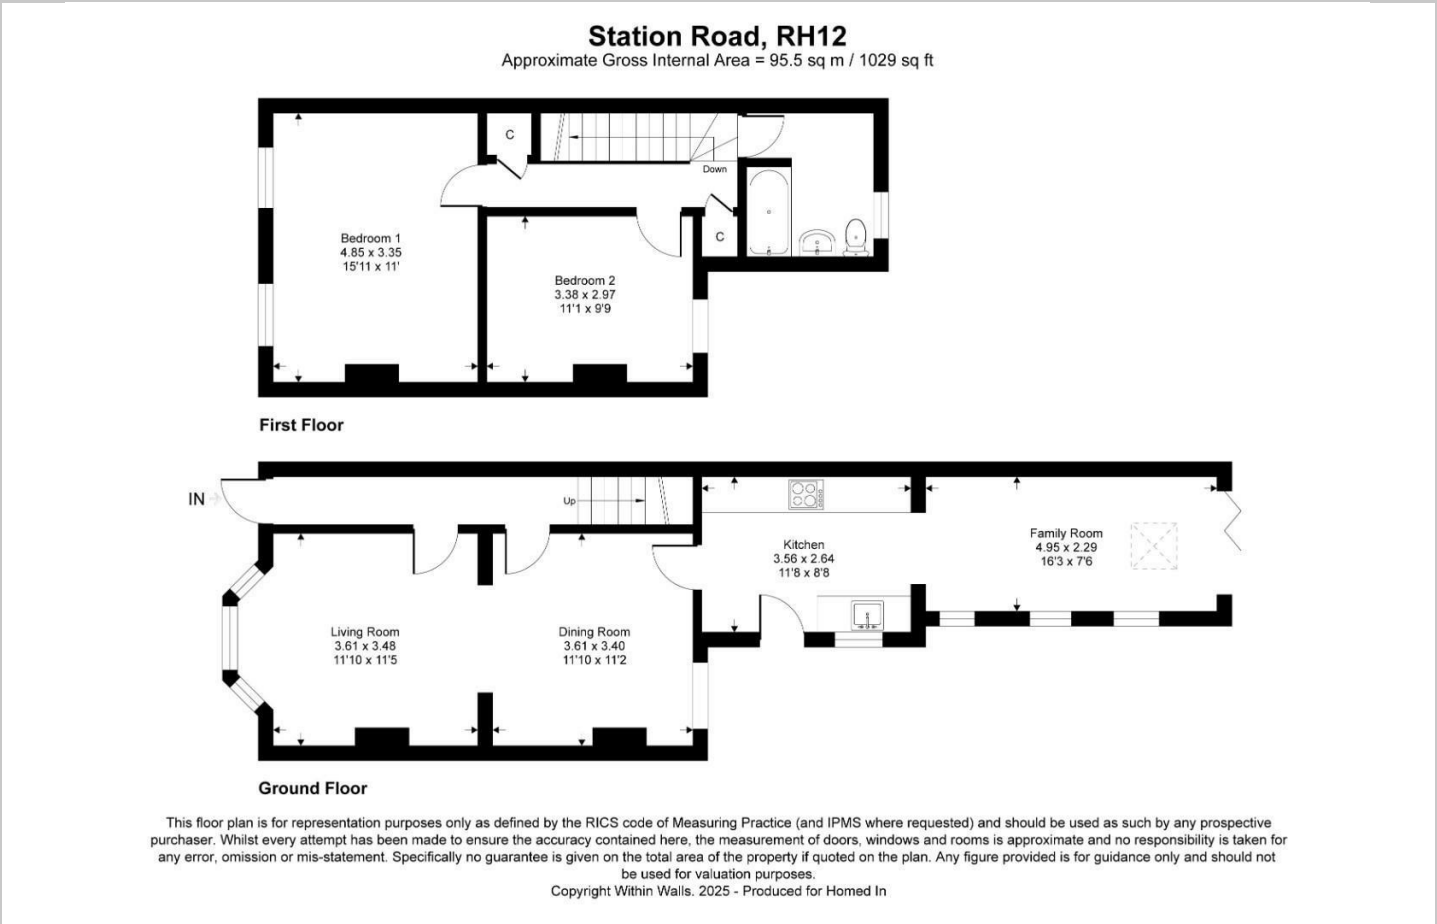 Station Road, RH12
Approximate Gross Internal Area = 95.5 sq m / 1029 sq ft
C
Down
Bedroom 1
4.85 x 3.35
15'11 x 11'
C
Bedroom 2
3.38 x 2.97
11'1 x 9'9
First Floor
IN
Up
Kitchen
3.56 x 2.64
11'8 x 8'8
Family Room
4.95 x 2.29
16'3 x 7'6
Living Room
3.61 x 3.48
11'10 x 11'5
Dining Room
3.61 x 3.40
11'10 x 11'2
Ground Floor
This floor plan is for representation purposes only as defined by the RICS code of Measuring Practice (and IPMS where requested) and should be used as such by any prospective
purchaser. Whilst every attempt has been made to ensure the accuracy contained here, the measurement of doors, windows and rooms is approximate and no responsibility is taken for
any error, omission or mis-statement. Specifically no guarantee is given on the total area of the property if quoted on the plan. Any figure provided is for guidance only and should not
be used for valuation purposes.
Copyright Within Walls. 2025 - Produced for Homed In